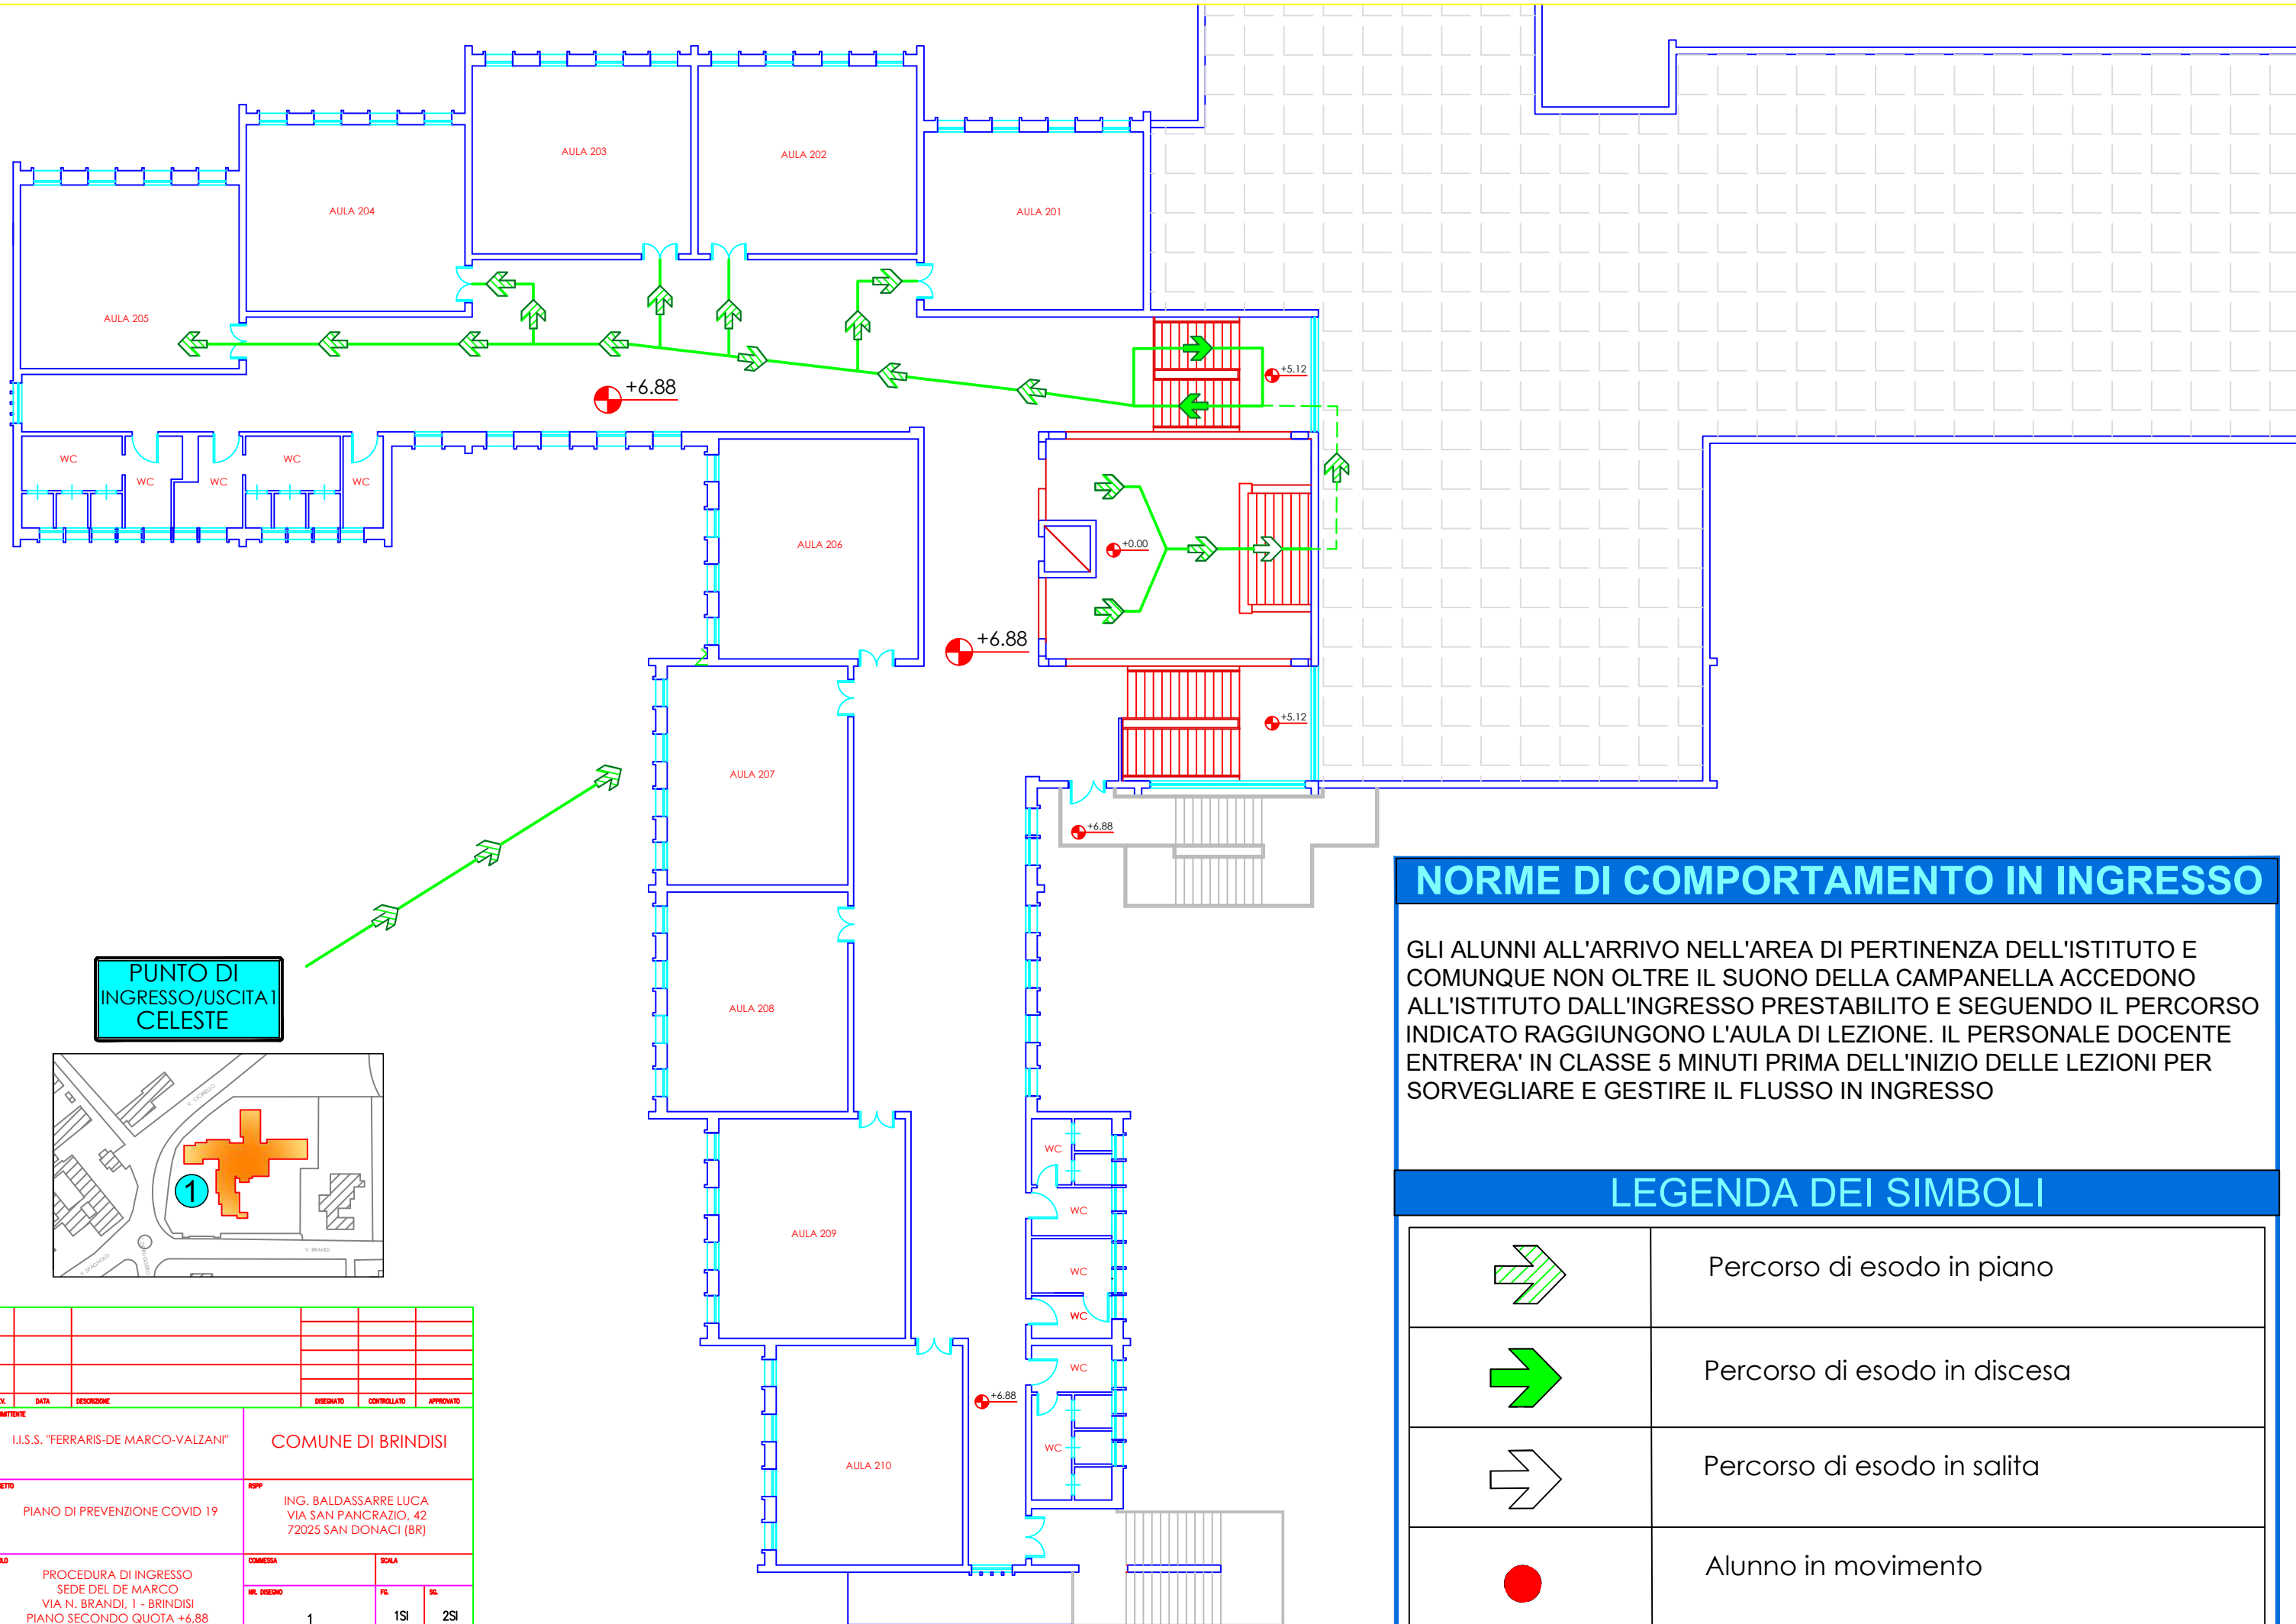 AULA 203
AULA 202
AULA 204
AULA 201
AULA 205
+5.12
+6.88
WC
WC
WC
WC
WC
AULA 206
+0.00
+6.88
+5.12
AULA 207
+6.88
AULA 208
PUNTO DI
INGRESSO/USCITA1
CELESTE
1
V. CICIRELLO
V. BRANDI
V. SPAGNOLO
WC
WC
AULA 209
WC
WC
WC
+6.88
WC
AULA 210
NORME DI COMPORTAMENTO IN INGRESSO
GLI ALUNNI ALL'ARRIVO NELL'AREA DI PERTINENZA DELL'ISTITUTO E
COMUNQUE NON OLTRE IL SUONO DELLA CAMPANELLA ACCEDONO
ALL'ISTITUTO DALL'INGRESSO PRESTABILITO E SEGUENDO IL PERCORSO
INDICATO RAGGIUNGONO L'AULA DI LEZIONE. IL PERSONALE DOCENTE
ENTRERA' IN CLASSE 5 MINUTI PRIMA DELL'INIZIO DELLE LEZIONI PER
SORVEGLIARE E GESTIRE IL FLUSSO IN INGRESSO
LEGENDA DEI SIMBOLI
Percorso di esodo in piano
Percorso di esodo in discesa
Percorso di esodo in salita
Alunno in movimento
DATA DESCRIZIONE DISEGNATO CONTROLLATO APPROVATO
I.I.S.S. "FERRARIS-DE MARCO-VALZANI"
COMUNE DI BRINDISI
PIANO DI PREVENZIONE COVID 19
RSPP
ING. BALDASSARRE LUCA
VIA SAN PANCRAZIO, 42
72025 SAN DONACI (BR)
PROCEDURA DI INGRESSO
SEDE DEL DE MARCO
VIA N. BRANDI, 1 - BRINDISI
PIANO SECONDO QUOTA +6,88
COMMESSA SCALA
NR. DISEGNO FG. SG.
1 1SI 2SI